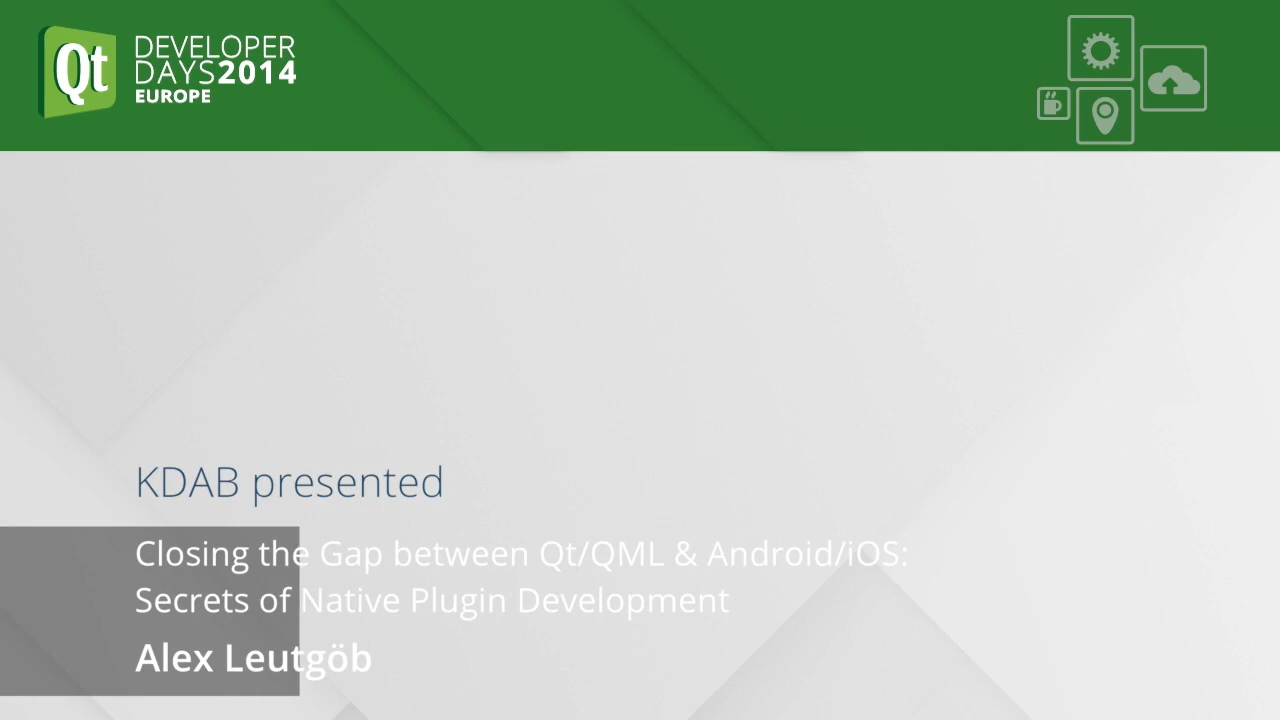 Qt
DEVELOPER
DAYS2014
EUROPE
KDAB presented
Closing the Gap between Qt/QML & Android/iOS:
Secrets of Native Plugin Development
Alex Leutgöb